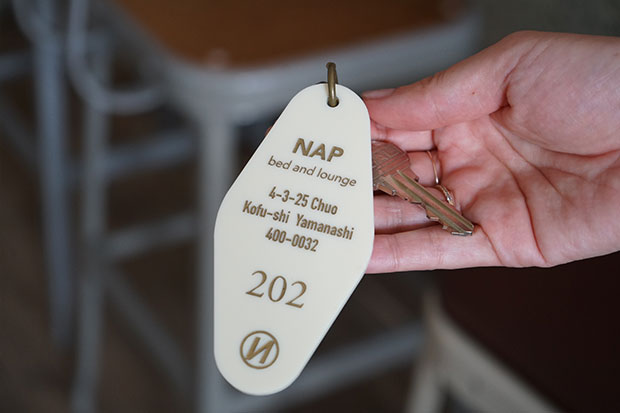 NAP
bed and lounge
4-3-25 Chuo
Kofu-shi Yamanashi
400-0032
202
N